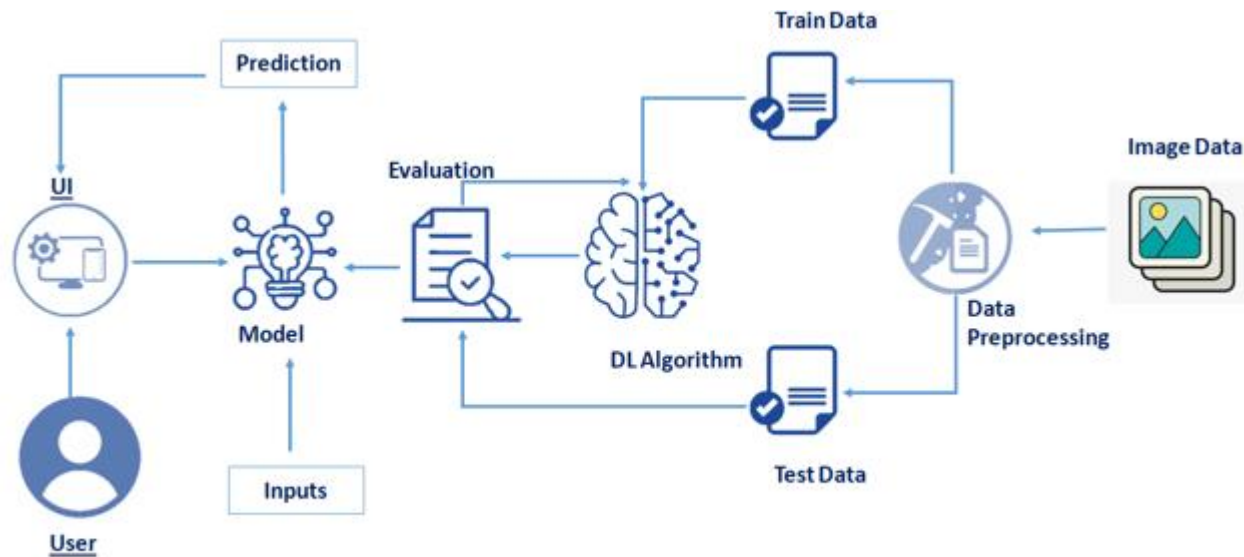 Train Data
Prediction
Image Data
Evaluation
UI
Model
Data
Preprocessing
DL Algorithm
Test Data
Inputs
User